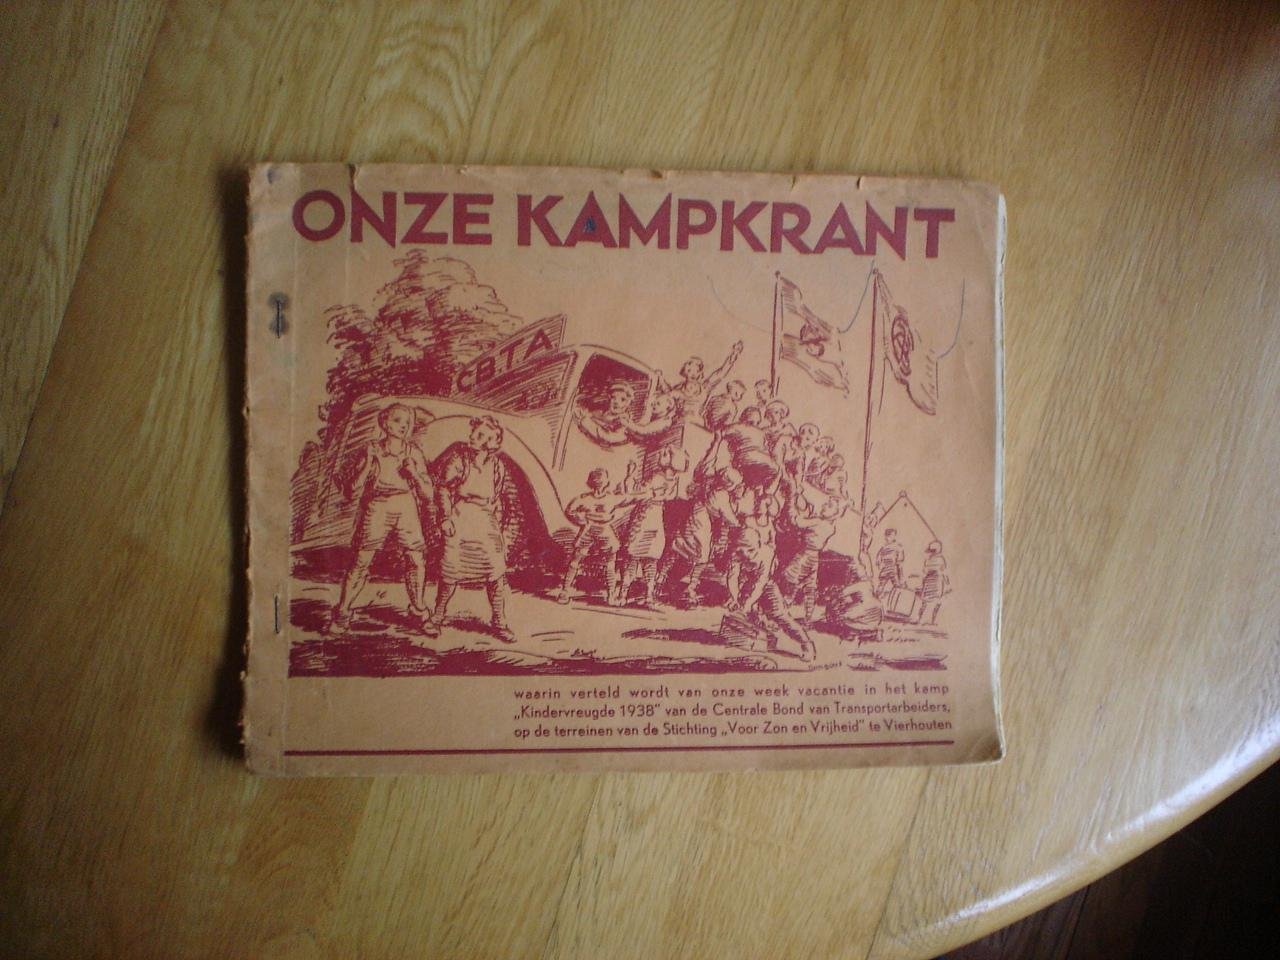 ONZE KAMPKRANT
C.B.T.A
waarin verteld wordt van onze week vacantie in het kamp
„Kindervreugde 1938” van de Centrale Bond van Transportarbeiders,
op de terreinen van de Stichting „Voor Zon en Vrijheid” te Vierhouten